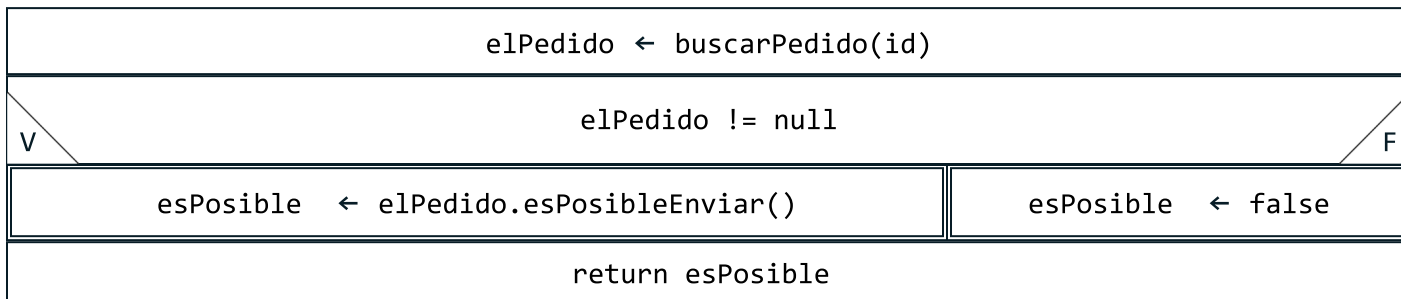 elPedido ← buscarPedido(id)
elPedido != null
V
F
esPosible ← elPedido.esPosibleEnviar()
esPosible ← false
return esPosible